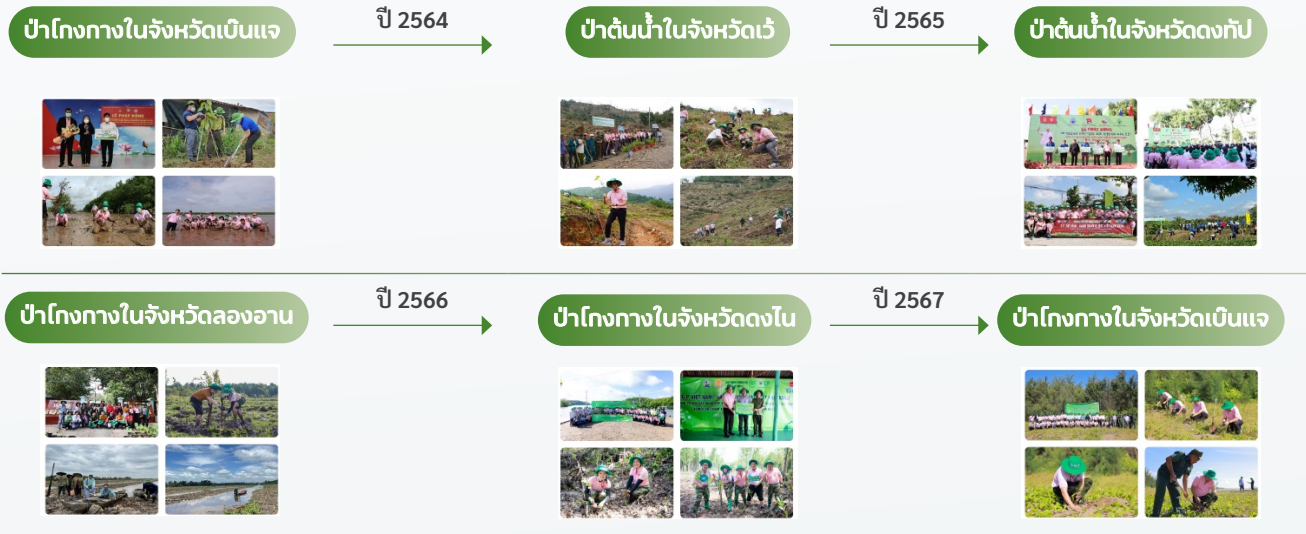 ป่าโกงกางในจังหวัดเบ๊นแจ
ปี 2564
ป่าต้นน้ำในจังหวัดเว้
ปี 2565
ป่าต้นน้ำในจังหวัดดงทัป
LỄ PHÁT ĐỘNG
ป่าโกงกางในจังหวัดลองอาน
ปี 2566
ป่าโกงกางในจังหวัดดงไน
ปี 2567
ป่าโกงกางในจังหวัดเบ๊นแจ